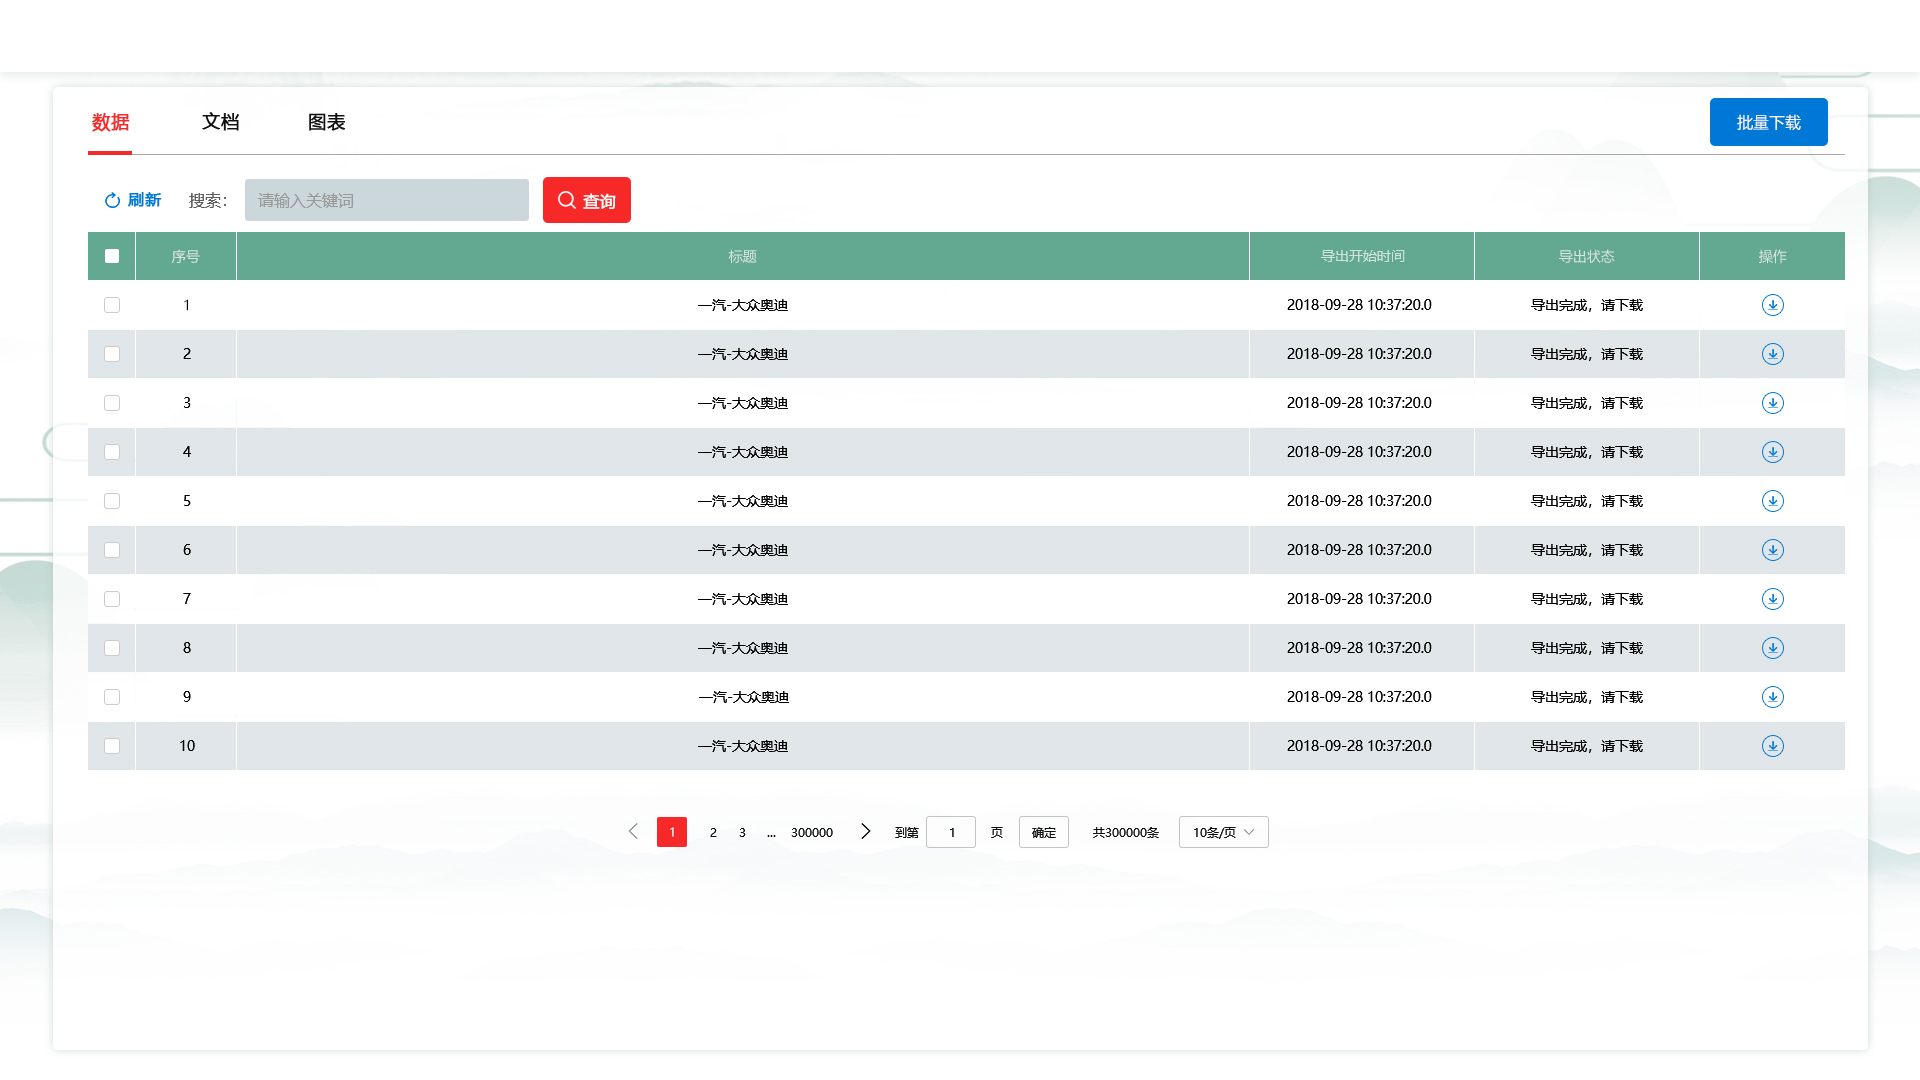 数据 文档 图表 批量下载
刷新 搜索: 请输入关键词 查询
序号 标题 导出开始时间 导出状态 操作
1 一汽-大众奥迪 2018-09-28 10:37:20.0 导出完成，请下载
2 一汽-大众奥迪 2018-09-28 10:37:20.0 导出完成，请下载
3 一汽-大众奥迪 2018-09-28 10:37:20.0 导出完成，请下载
4 一汽-大众奥迪 2018-09-28 10:37:20.0 导出完成，请下载
5 一汽-大众奥迪 2018-09-28 10:37:20.0 导出完成，请下载
6 一汽-大众奥迪 2018-09-28 10:37:20.0 导出完成，请下载
7 一汽-大众奥迪 2018-09-28 10:37:20.0 导出完成，请下载
8 一汽-大众奥迪 2018-09-28 10:37:20.0 导出完成，请下载
9 一汽-大众奥迪 2018-09-28 10:37:20.0 导出完成，请下载
10 一汽-大众奥迪 2018-09-28 10:37:20.0 导出完成，请下载
1 2 3 ... 300000 到第 1 页 确定 共300000条 10条/页